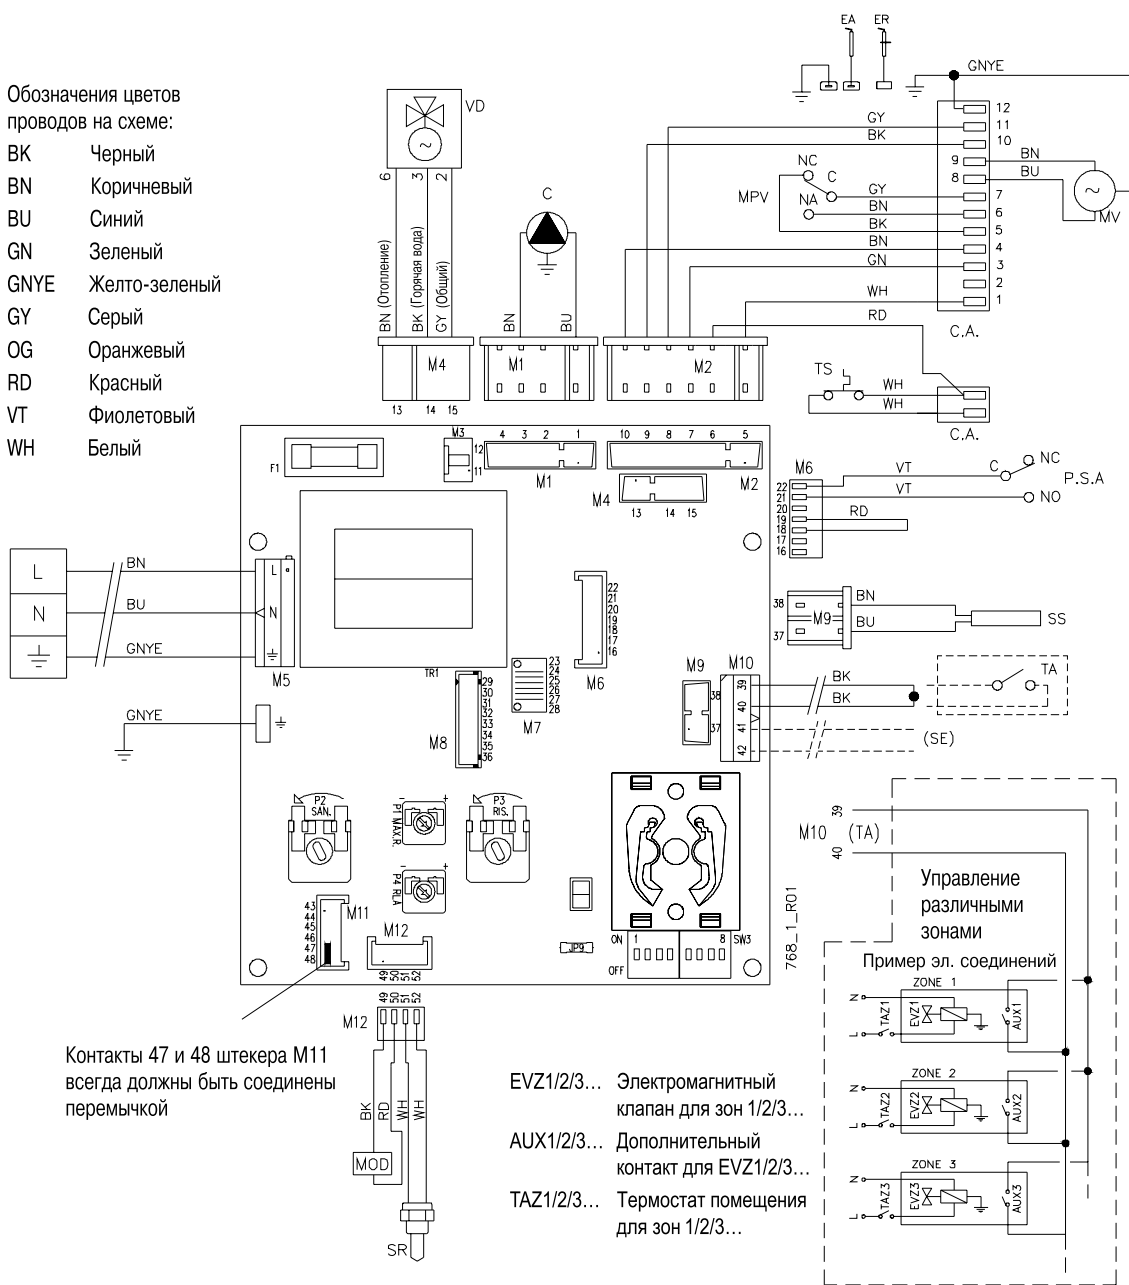 EA ER
GNYE
Обозначения цветов
проводов на схеме:
BK Черный
BN Коричневый
BU Синий
GN Зеленый
GNYE Желто-зеленый
GY Серый
OG Оранжевый
RD Красный
VT Фиолетовый
WH Белый
VD
6 3 2
BN (Отопление)
BK (Горячая вода)
GY (Общий)
M4
13 14 15
C
BN BU
M1
M2
GY
BK
NC
C
NA
MPV
GY
BN
BK
BN
GN
WH
RD
12
11
10
9
8
7
6
5
4
3
2
1
BN
BU
MV
C.A.
TS
WH
WH
C.A.
F1
M3
12
11
4 3 2 1
M1
10 9 8 7 6 5
M2
M4
13 14 15
M6
22
21
20
19
18
17
16
VT
VT
RD
C NC
NO
P.S.A
L
N
BN
BU
GNYE
L
N
M5
GNYE
TR1
22
21
20
19
18
17
16
M6
23
24
25
26
27
28
M7
29
30
31
32
33
34
35
36
M8
38
37
M9
BN
BU
SS
M9
38
37
M10
39
40
41
42
BK
BK
TA
(SE)
P2
SAN.
P1 MAX.R.
- +
P3
RIS.
P4 RLA
- +
43
44
45
46
47
48
M11
M12
49 50 51 52
JP9
ON
OFF
1 8
SW3
768_1_R01
M10 (TA)
39
40
Управление
различными
зонами
Пример эл. соединений
ZONE 1
N
L
TAZ1
EVZ1
AUX1
ZONE 2
N
L
TAZ2
EVZ2
AUX2
ZONE 3
N
L
TAZ3
EVZ3
AUX3
Контакты 47 и 48 штекера M11
всегда должны быть соединены
перемычкой
49 50 51 52
M12
BK RD WH WH
MOD
SR
EVZ1/2/3... Электромагнитный
клапан для зон 1/2/3...
AUX1/2/3... Дополнительный
контакт для EVZ1/2/3...
TAZ1/2/3... Термостат помещения
для зон 1/2/3...